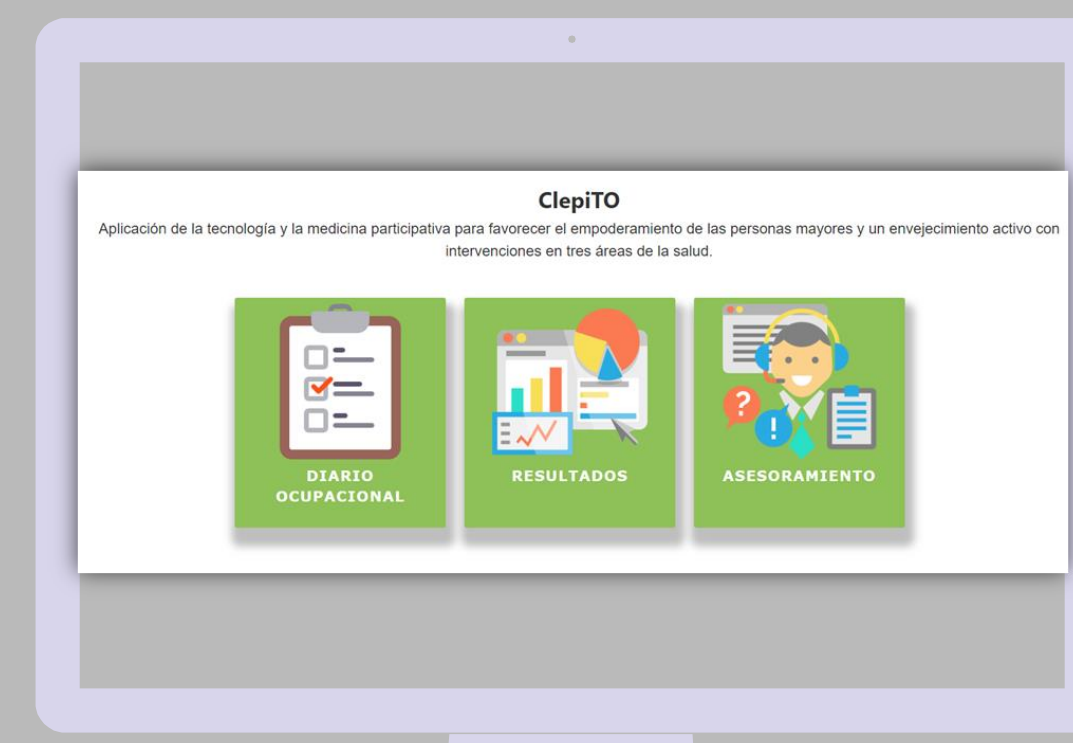 ClepiTO
Aplicación de la tecnología y la medicina participativa para favorecer el empoderamiento de las personas mayores y un envejecimiento activo con
intervenciones en tres áreas de la salud.
DIARIO
OCUPACIONAL
RESULTADOS
?
!
ASESORAMIENTO